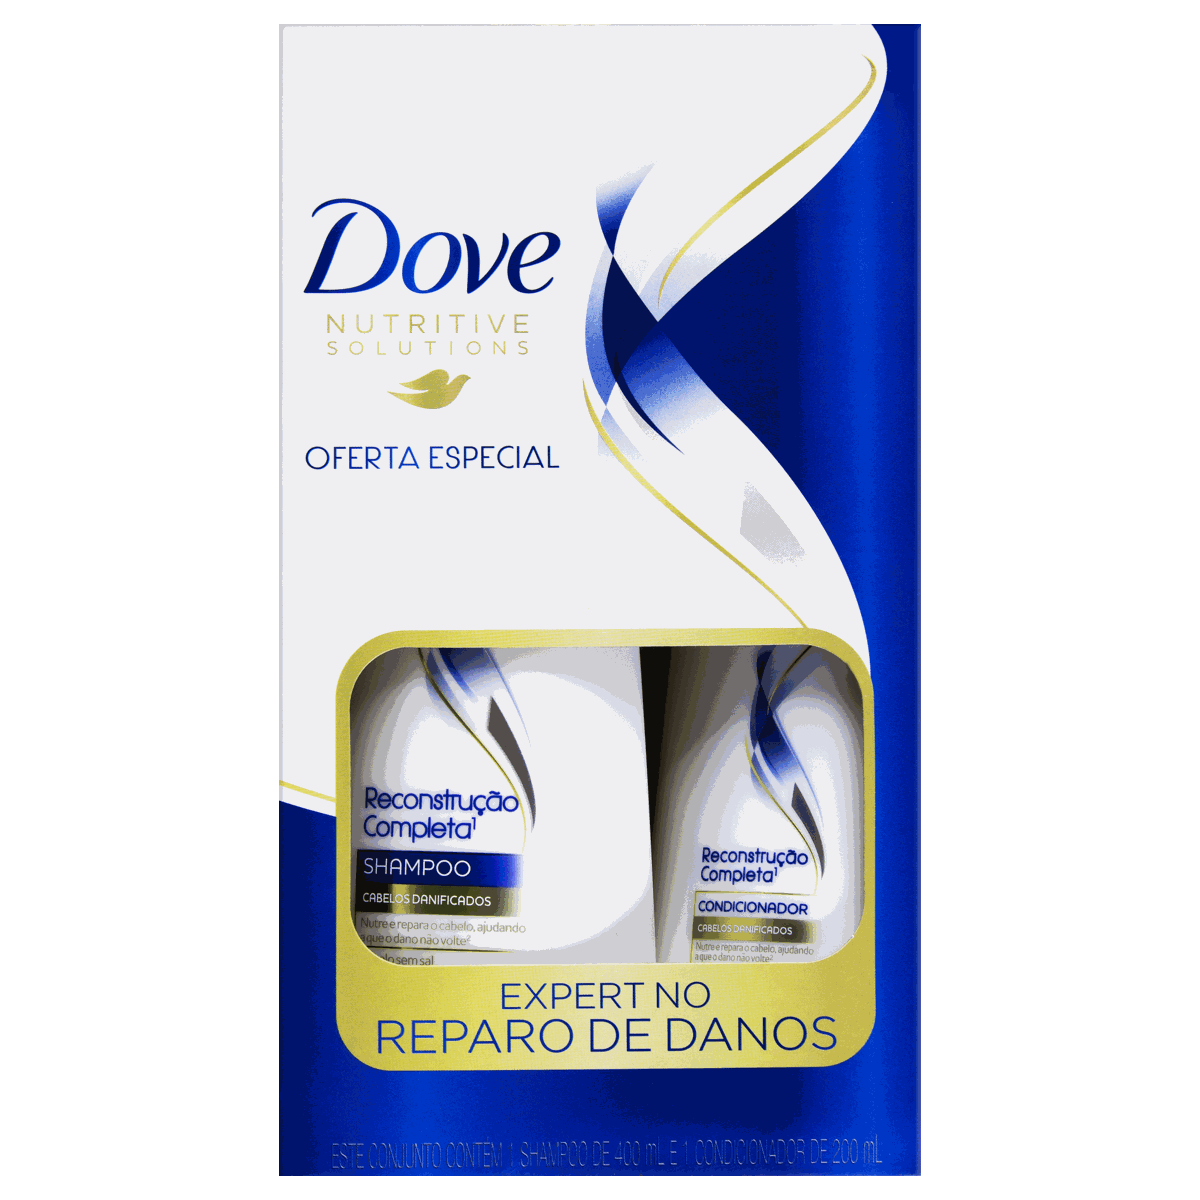 Dove
NUTRITIVE
SOLUTIONS
OFERTA ESPECIAL
Reconstrução
Completa¹
SHAMPOO
CABELOS DANIFICADOS
Nutre e repara o cabelo, ajudando
a que o dano não volte²
sem sal
Reconstrução
Completa¹
CONDICIONADOR
CABELOS DANIFICADOS
Nutre e repara o cabelo, ajudando
a que o dano não volte²
EXPERT NO
REPARO DE DANOS
ESTE CONJUNTO CONTÉM 1 SHAMPOO DE 400 mL E 1 CONDICIONADOR DE 200 mL